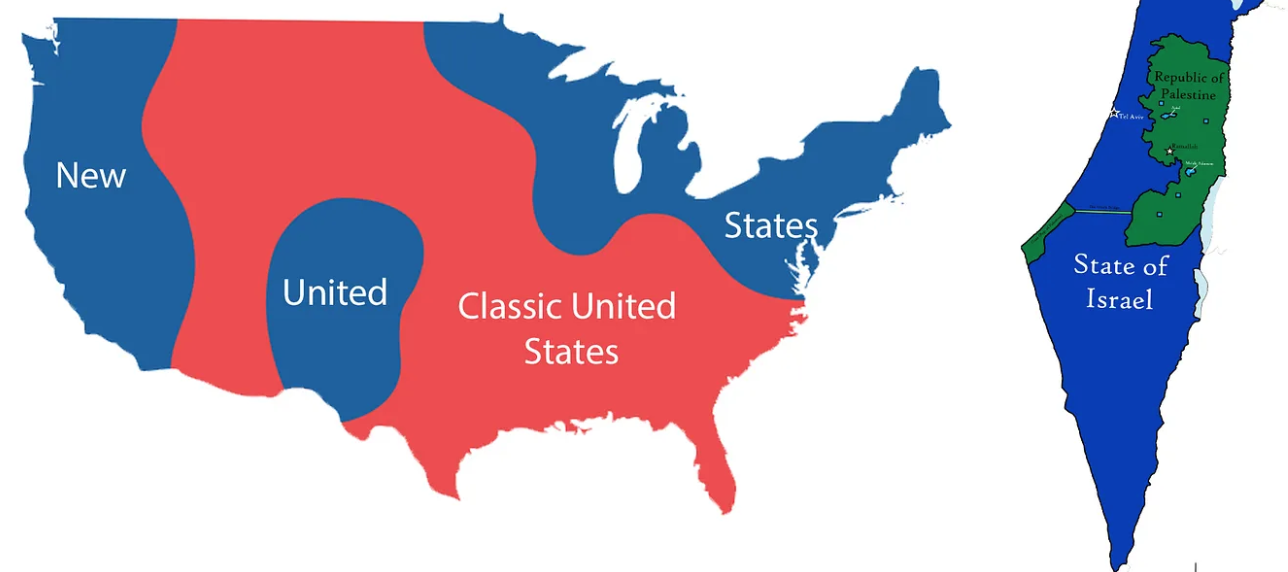 New
United
States
Classic United
States
Republic of
Palestine
Tel Aviv
Ramallah
State of
Israel